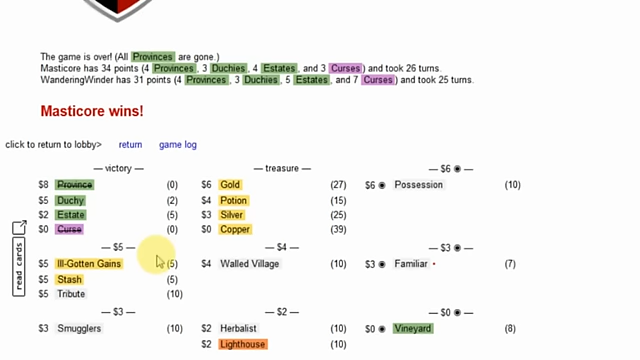 The game is over! (All Provinces are gone.)
Masticore has 34 points (4 Provinces, 3 Duchies, 4 Estates, and 3 Curses) and took 26 turns.
WanderingWinder has 31 points (4 Provinces, 3 Duchies, 5 Estates, and 7 Curses) and took 25 turns.
Masticore wins!
click to return to lobby> return game log
— victory — — treasure — — $6 ◉ —
$8 Province (0) $6 Gold (27) $6 ◉ Possession (10)
$5 Duchy (2) $4 Potion (15)
$2 Estate (5) $3 Silver (25)
$0 Curse (0) $0 Copper (39)
— $5 — — $4 — — $3 ◉ —
$5 Ill-Gotten Gains (5) $4 Walled Village (10) $3 ◉ Familiar (7)
$5 Stash (5)
$5 Tribute (10)
— $3 — — $2 — — $0 ◉ —
$3 Smugglers (10) $2 Herbalist (10) $0 ◉ Vineyard (8)
$2 Lighthouse (10)
read cards